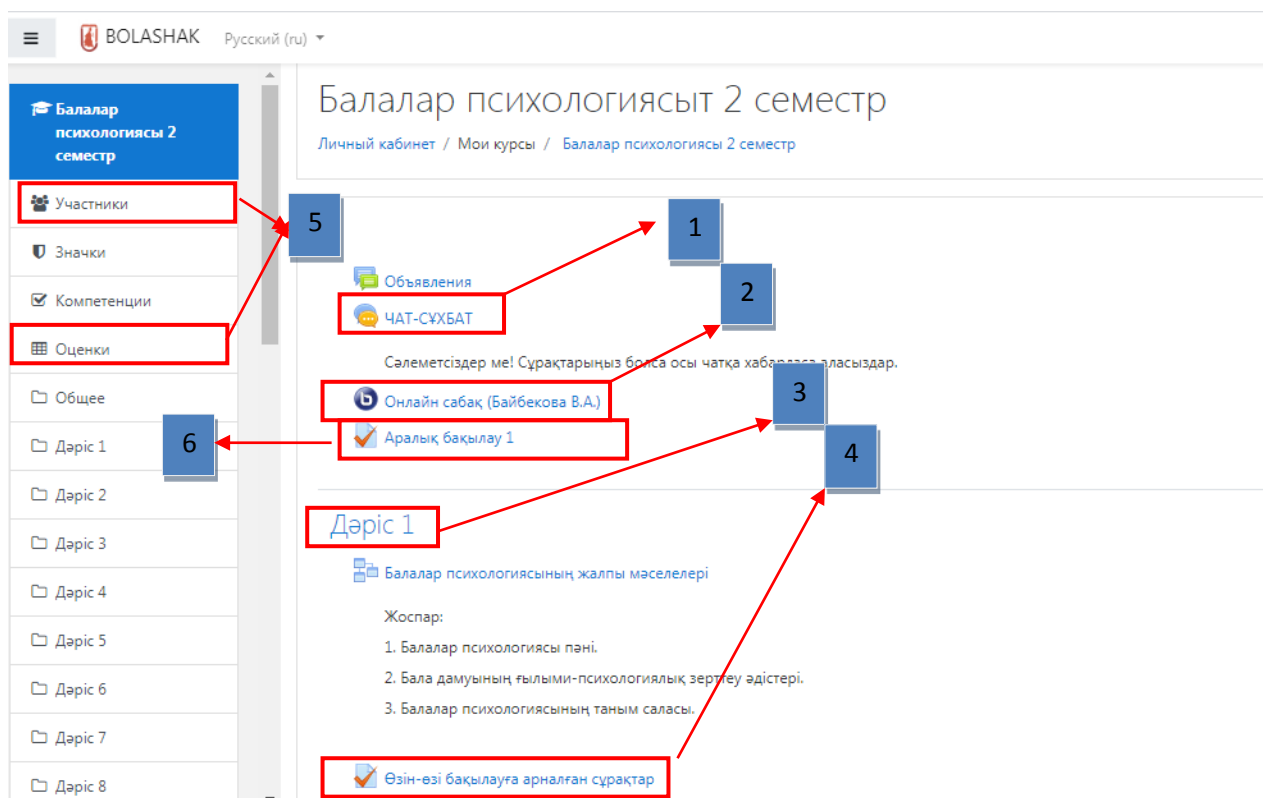 BOLASHAK Русский (ru)
Балалар
психологиясы 2
семестр
Участники
Значки
Компетенции
Оценки
Общее
Дәріс 1
Дәріс 2
Дәріс 3
Дәріс 4
Дәріс 5
Дәріс 6
Дәріс 7
Дәріс 8
Балалар психологиясыт 2 семестр
Личный кабинет / Мои курсы / Балалар психологиясы 2 семестр
5
1
2
3
4
6
Объявления
ЧАТ-СҰХБАТ
Сәлеметсіздер ме! Сұрақтарыңыз болса осы чатқа хабарласа аласыздар.
Онлайн сабақ (Байбекова В.А.)
Аралық бақылау 1
Дәріс 1
Балалар психологиясының жалпы мәселелері
Жоспар:
1. Балалар психологиясы пәні.
2. Бала дамуының ғылыми-психологиялық зерттеу әдістері.
3. Балалар психологиясының таным саласы.
Өзін-өзі бақылауға арналған сұрақтар